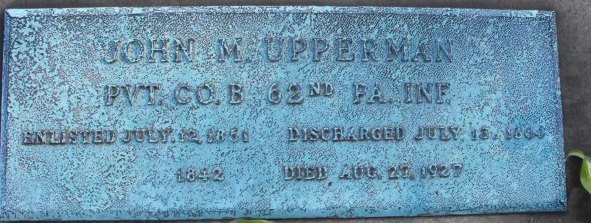 JOHN M. UPPERMAN
PVT. CO. B 62ND PA. INF.
ENLISTED JULY. 12, 1861 DISCHARGED JULY. 13, 1864
1842 DIED AUG. 27, 1927